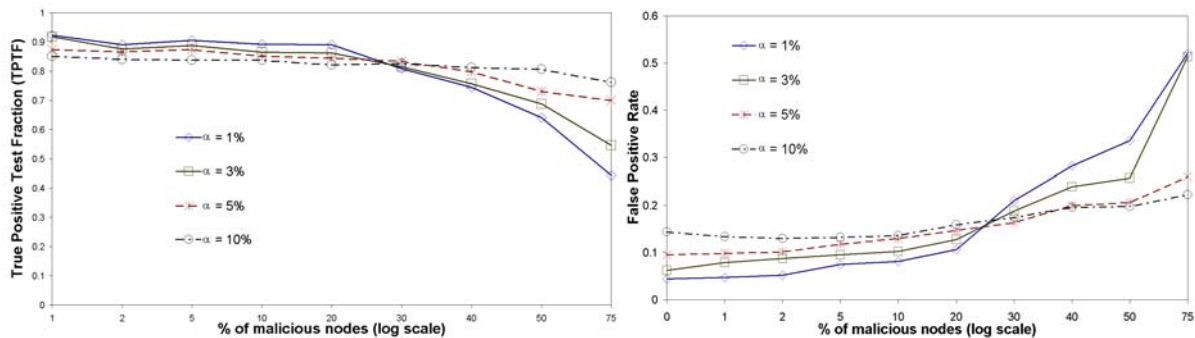 True Positive Test Fraction (TPTF)
1
0.9
0.8
0.7
0.6
0.5
0.4
0.3
0.2
0.1
0
α = 1%
α = 3%
α = 5%
α = 10%
1 2 5 10 20 30 40 50 75
% of malicious nodes (log scale)
False Positive Rate
0.6
0.5
0.4
0.3
0.2
0.1
0
α = 1%
α = 3%
α = 5%
α = 10%
0 1 2 5 10 20 30 40 50 75
% of malicious nodes (log scale)